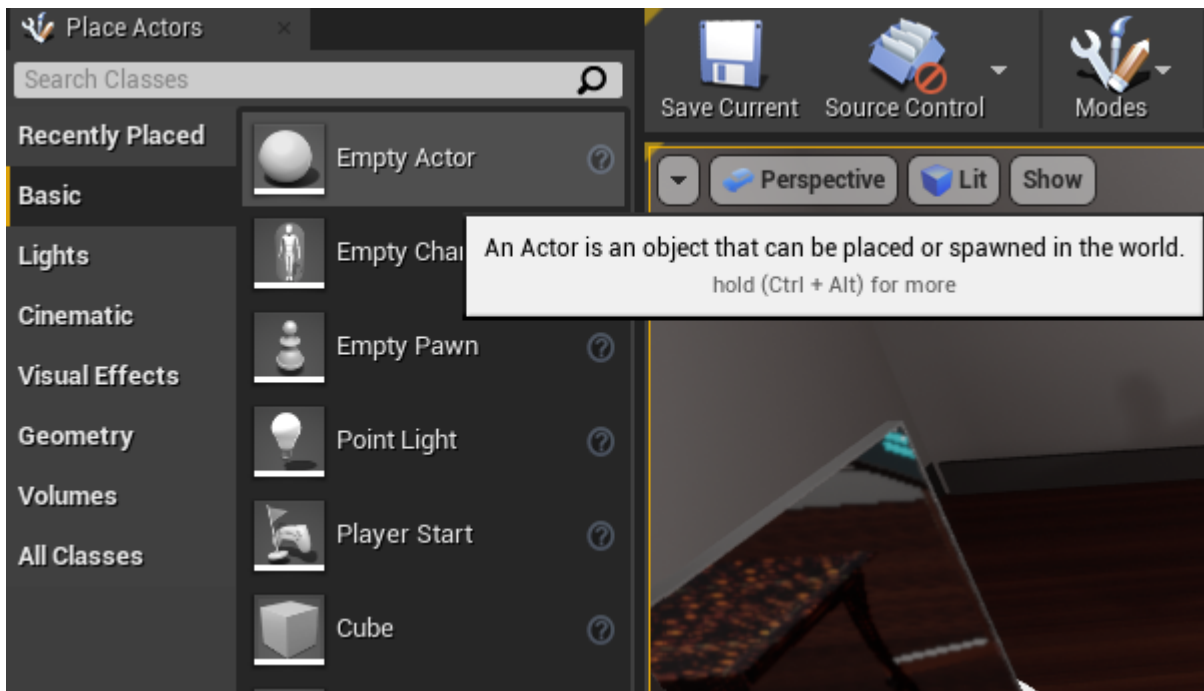 Place Actors
Search Classes
Recently Placed
Basic
Lights
Cinematic
Visual Effects
Geometry
Volumes
All Classes
Empty Actor
Empty Char
Empty Pawn
Point Light
Player Start
Cube
Save Current
Source Control
Modes
Perspective
Lit
Show
An Actor is an object that can be placed or spawned in the world.
hold (Ctrl + Alt) for more